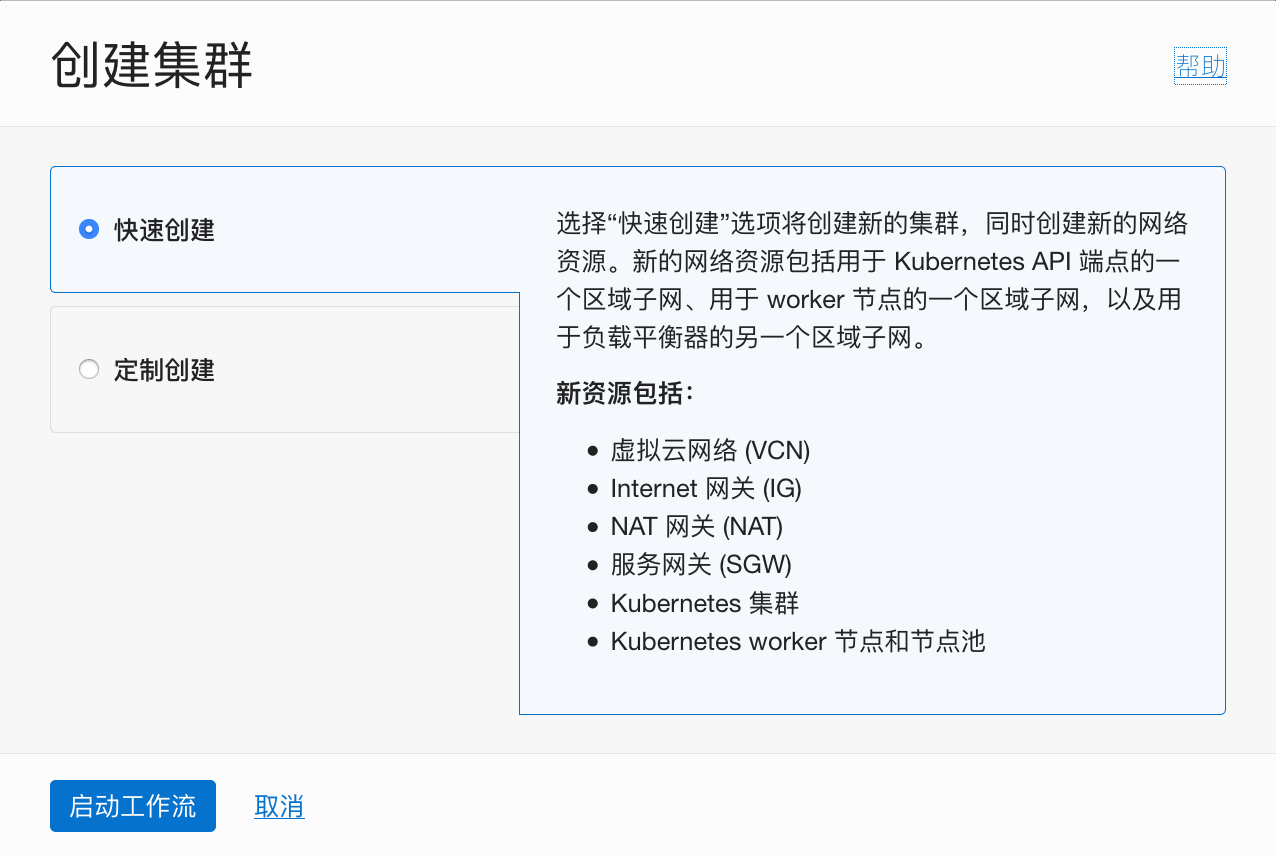 创建集群
帮助
快速创建
定制创建
选择“快速创建”选项将创建新的集群，同时创建新的网络
资源。新的网络资源包括用于 Kubernetes API 端点的一
个区域子网、用于 worker 节点的一个区域子网，以及用
于负载平衡器的另一个区域子网。
新资源包括：
• 虚拟云网络 (VCN)
• Internet 网关 (IG)
• NAT 网关 (NAT)
• 服务网关 (SGW)
• Kubernetes 集群
• Kubernetes worker 节点和节点池
启动工作流
取消